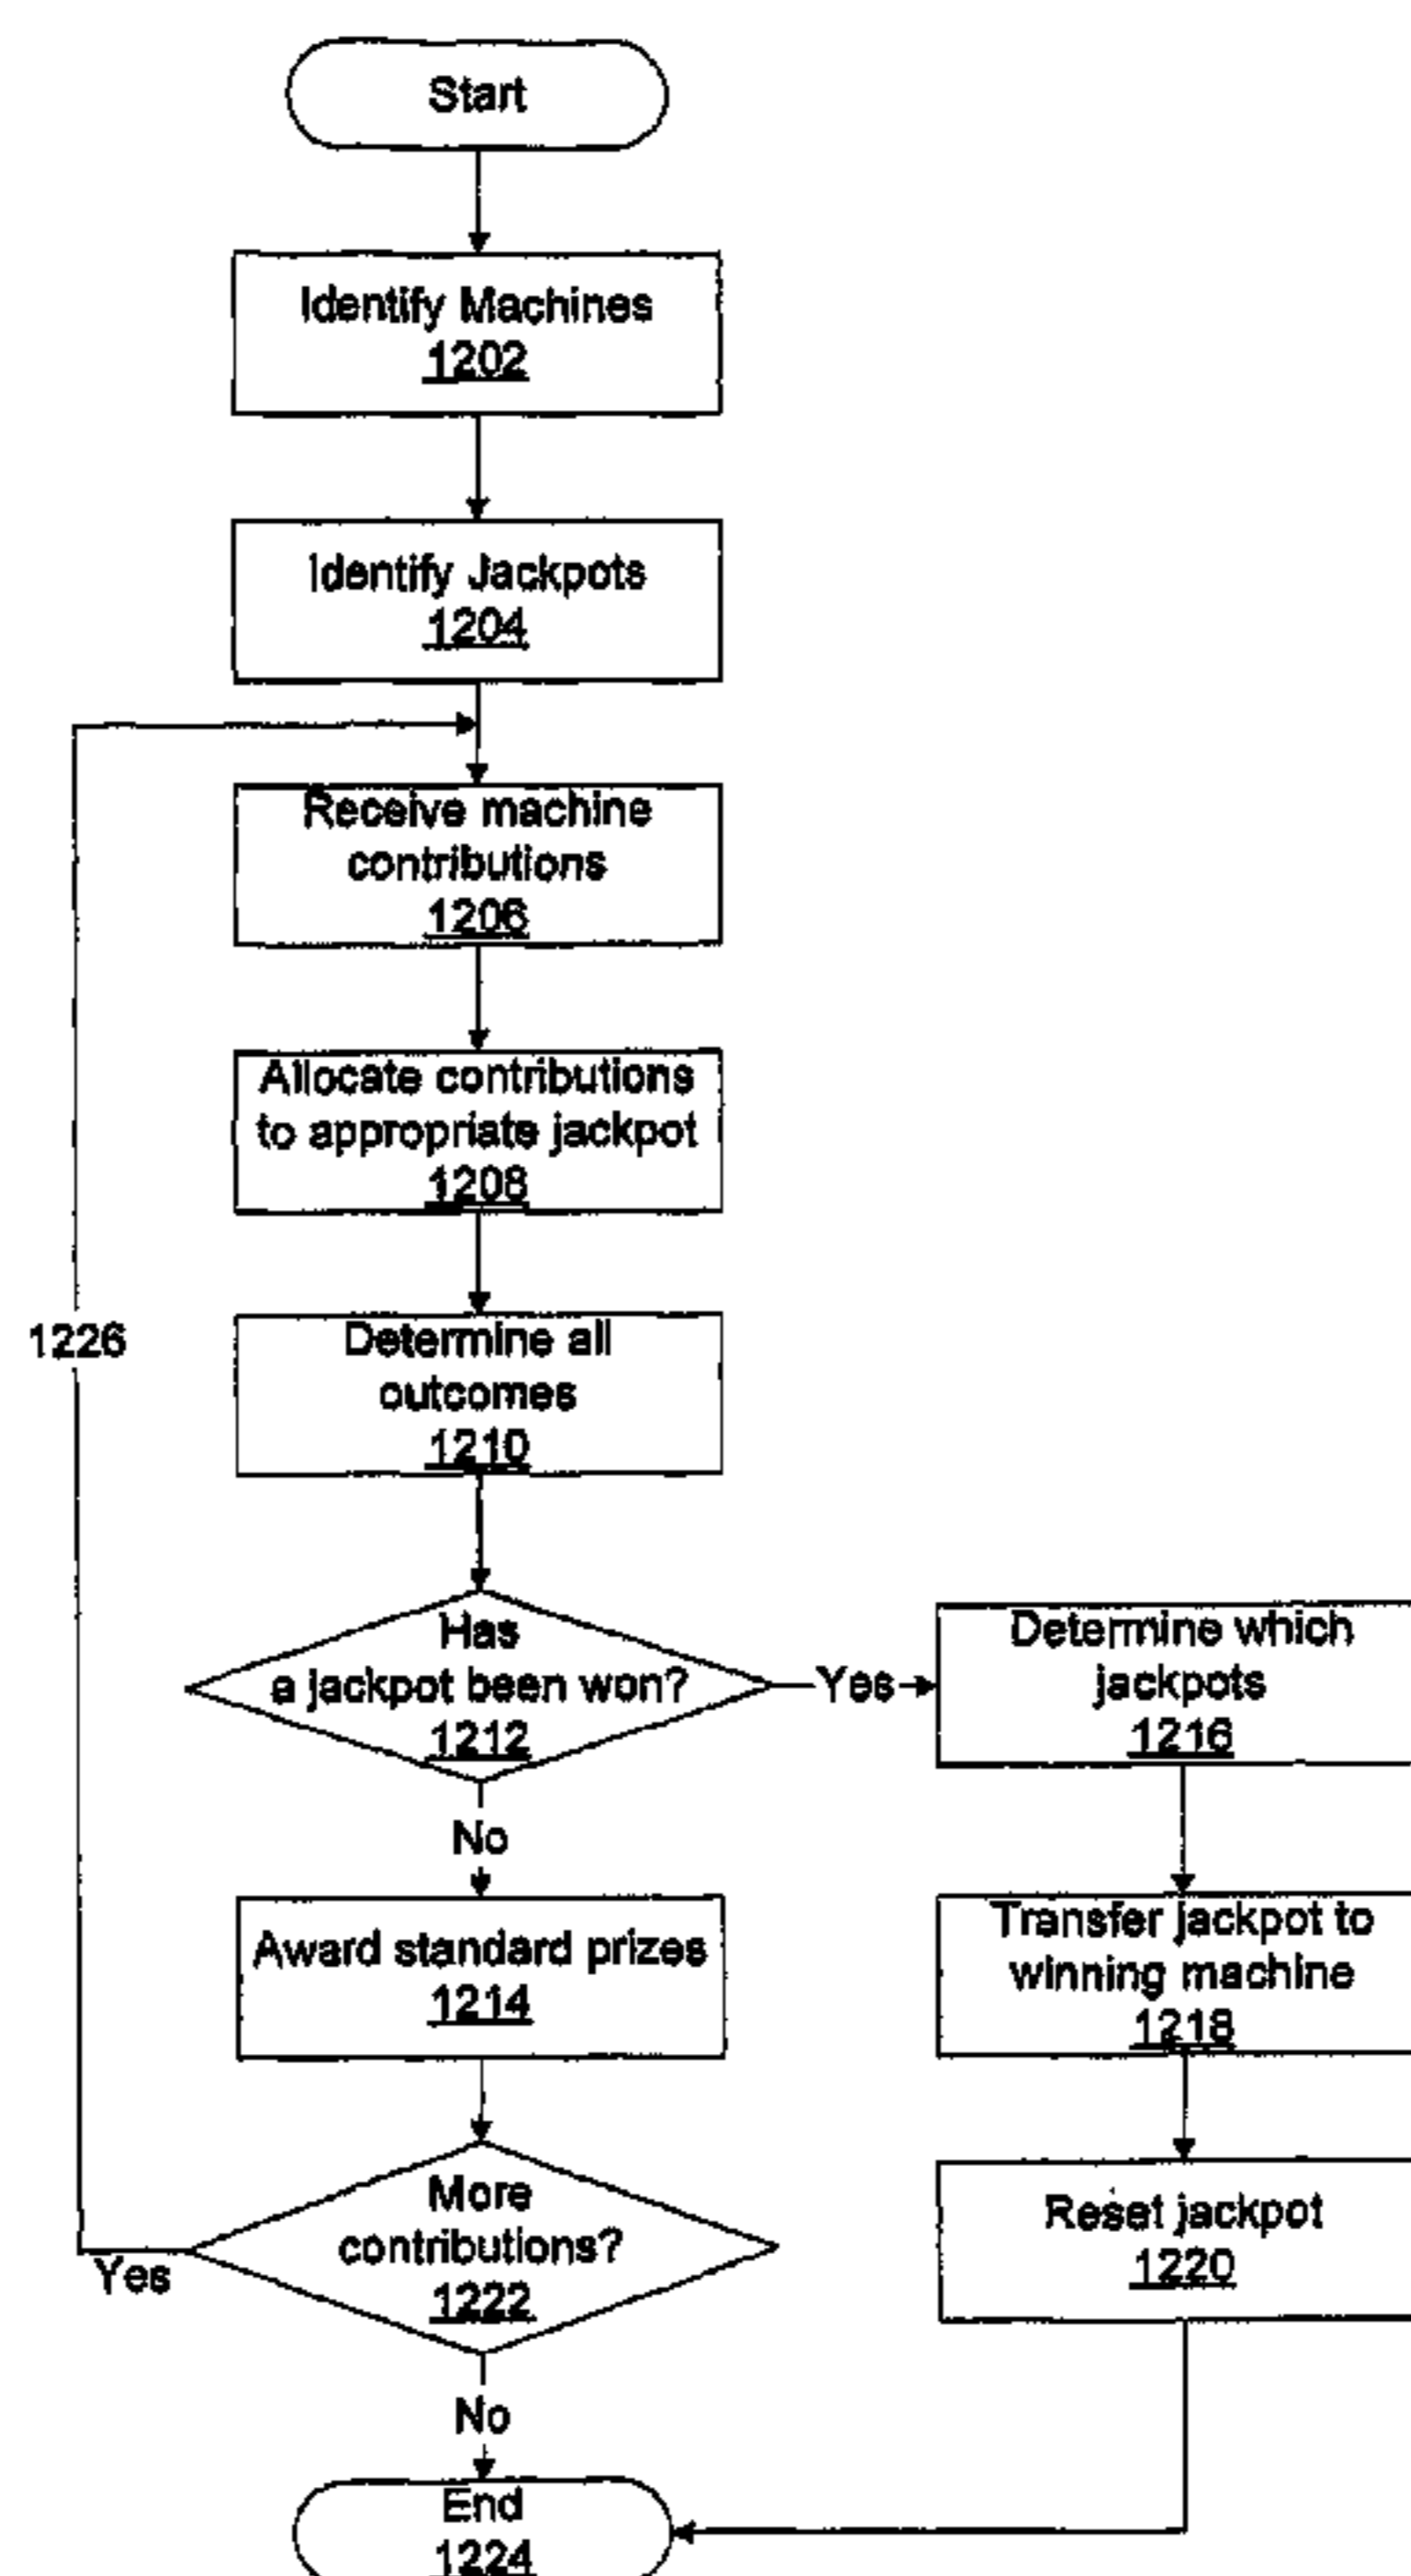 Start
Identify Machines
1202
Identify Jackpots
1204
Receive machine
contributions
1206
Allocate contributions
to appropriate jackpot
1208
Determine all
outcomes
1210
1226
Has
a jackpot been won?
1212
Yes
Determine which
jackpots
1216
No
Award standard prizes
1214
Transfer jackpot to
winning machine
1218
More
contributions?
1222
Yes
Reset jackpot
1220
No
End
1224